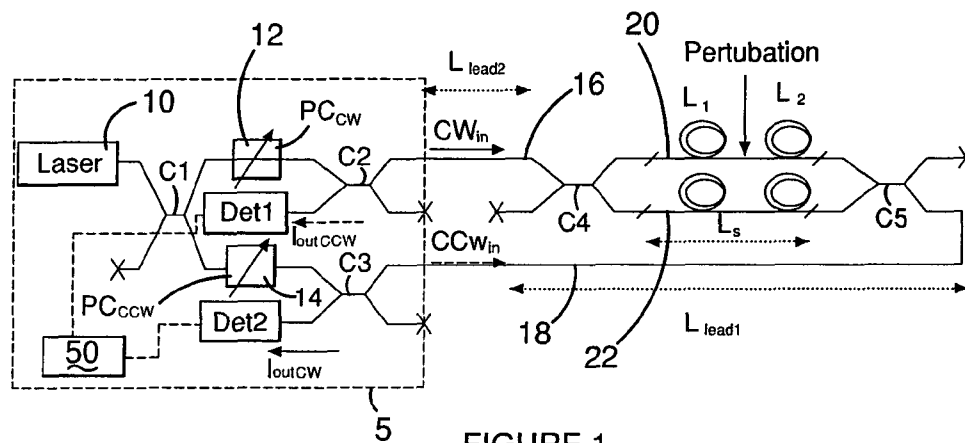 12
20
Pertubation
L lead2
16
L1
L2
10
PCCW
CWin
Laser
C1
C2
Det1
C4
C5
IoutCCW
CCWin
Ls
C3
PCCCW
14
Det2
18
22
Llead1
50
IoutCW
5
FIGURE 1